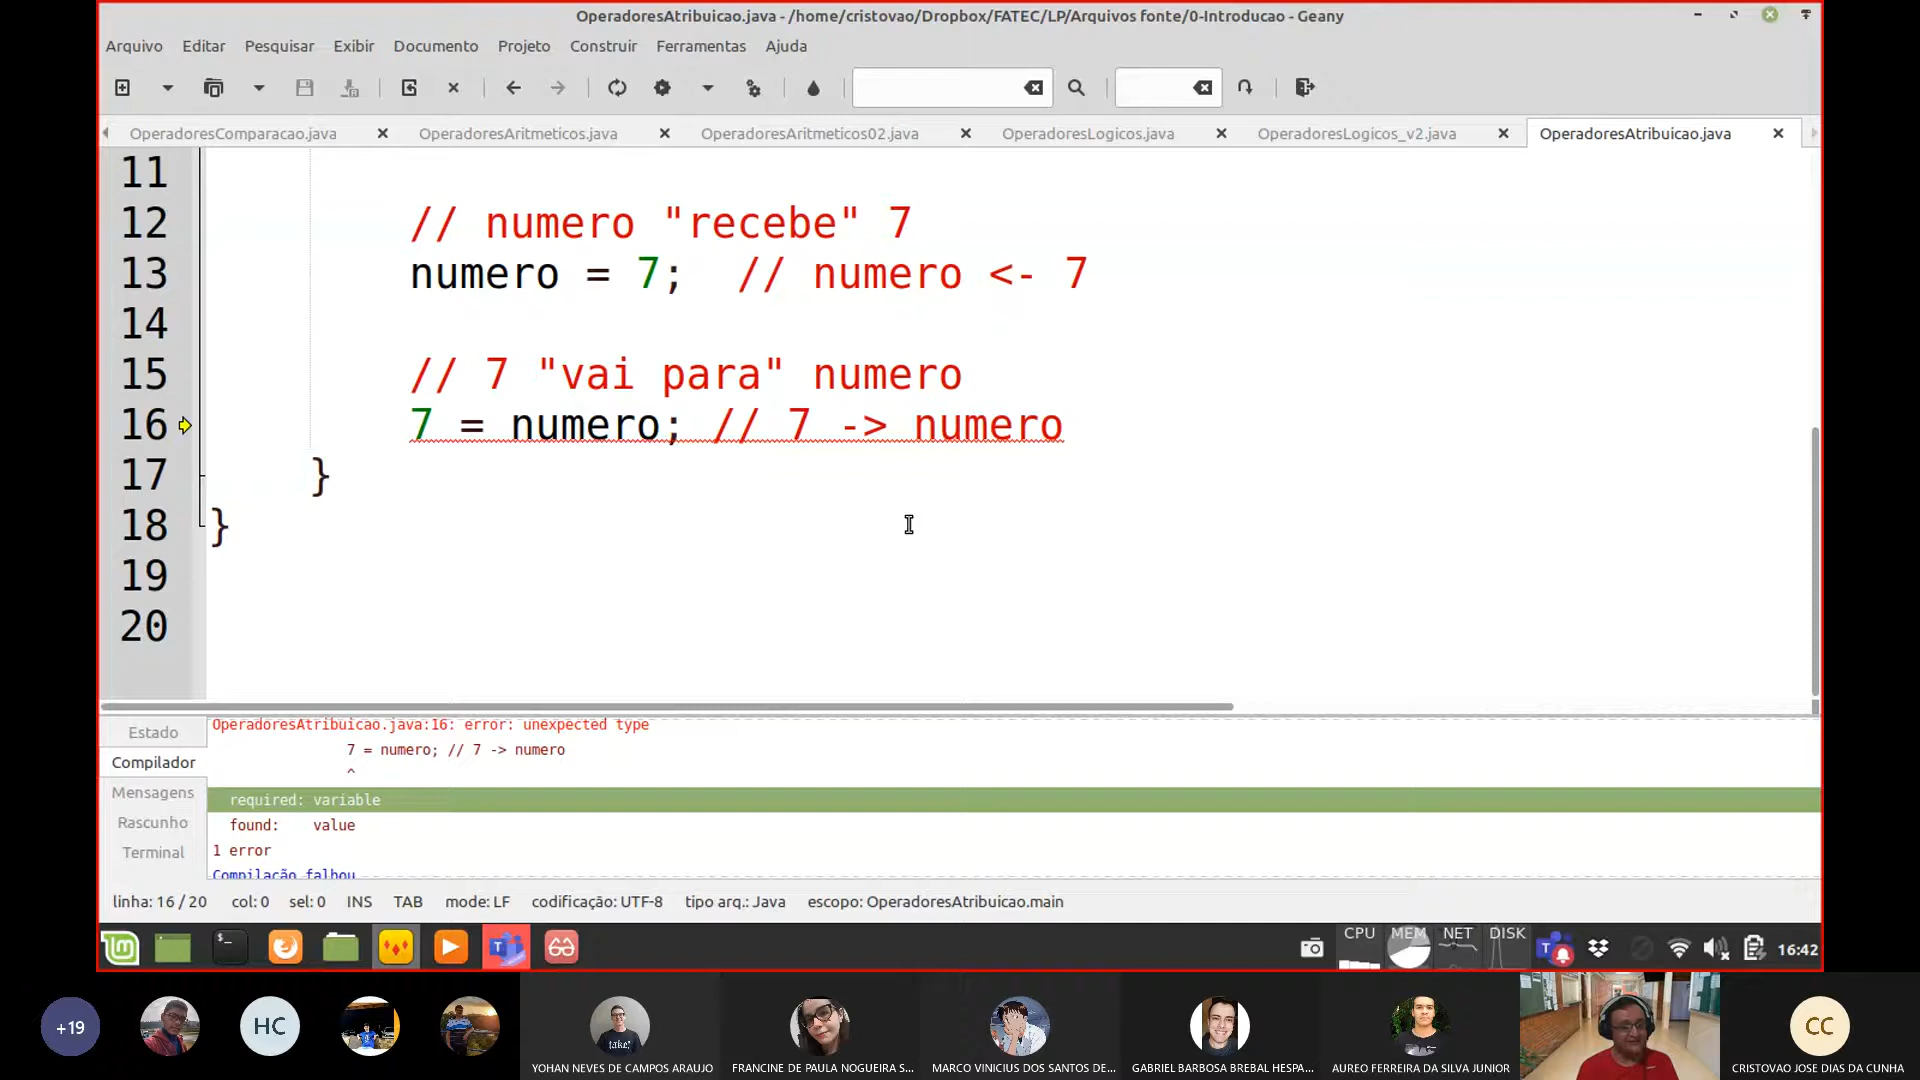 OperadoresAtribuicao.java - /home/cristovao/Dropbox/FATEC/LP/Arquivos fonte/0-Introducao - Geany
Arquivo Editar Pesquisar Exibir Documento Projeto Construir Ferramentas Ajuda
OperadoresComparacao.java OperadoresAritmeticos.java OperadoresAritmeticos02.java OperadoresLogicos.java OperadoresLogicos_v2.java OperadoresAtribuicao.java
11
12 // numero "recebe" 7
13 numero = 7; // numero <- 7
14
15 // 7 "vai para" numero
16 7 = numero; // 7 -> numero
17 }
18 }
19
20
Estado
Compilador
Mensagens
Rascunho
Terminal
OperadoresAtribuicao.java:16: error: unexpected type
7 = numero; // 7 -> numero
^
required: variable
found: value
1 error
Compilação falhou
linha: 16 / 20 col: 0 sel: 0 INS TAB mode: LF codificação: UTF-8 tipo arq.: Java escopo: OperadoresAtribuicao.main
CPU MEM NET DISK 16:42
+19 HC CC
take!
YOHAN NEVES DE CAMPOS ARAUJO FRANCINE DE PAULA NOGUEIRA S... MARCO VINICIUS DOS SANTOS DE... GABRIEL BARBOSA BREBAL HESPA... AUREO FERREIRA DA SILVA JUNIOR CRISTOVAO JOSE DIAS DA CUNHA